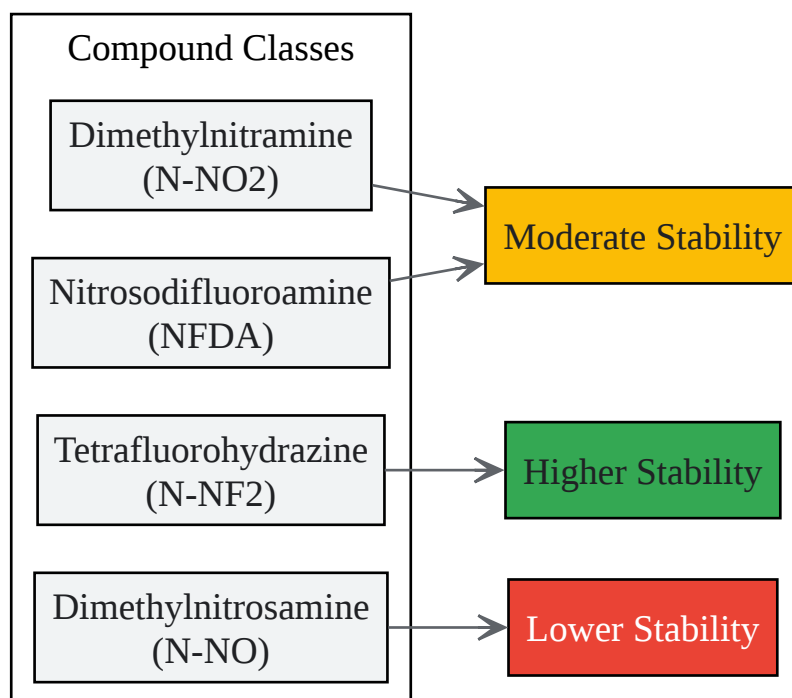 Compound Classes
Dimethylnitramine
(N-NO2)
Moderate Stability
Nitrosodifluoroamine
(NFDA)
Tetrafluorohydrazine
(N-NF2)
Higher Stability
Dimethylnitrosamine
(N-NO)
Lower Stability